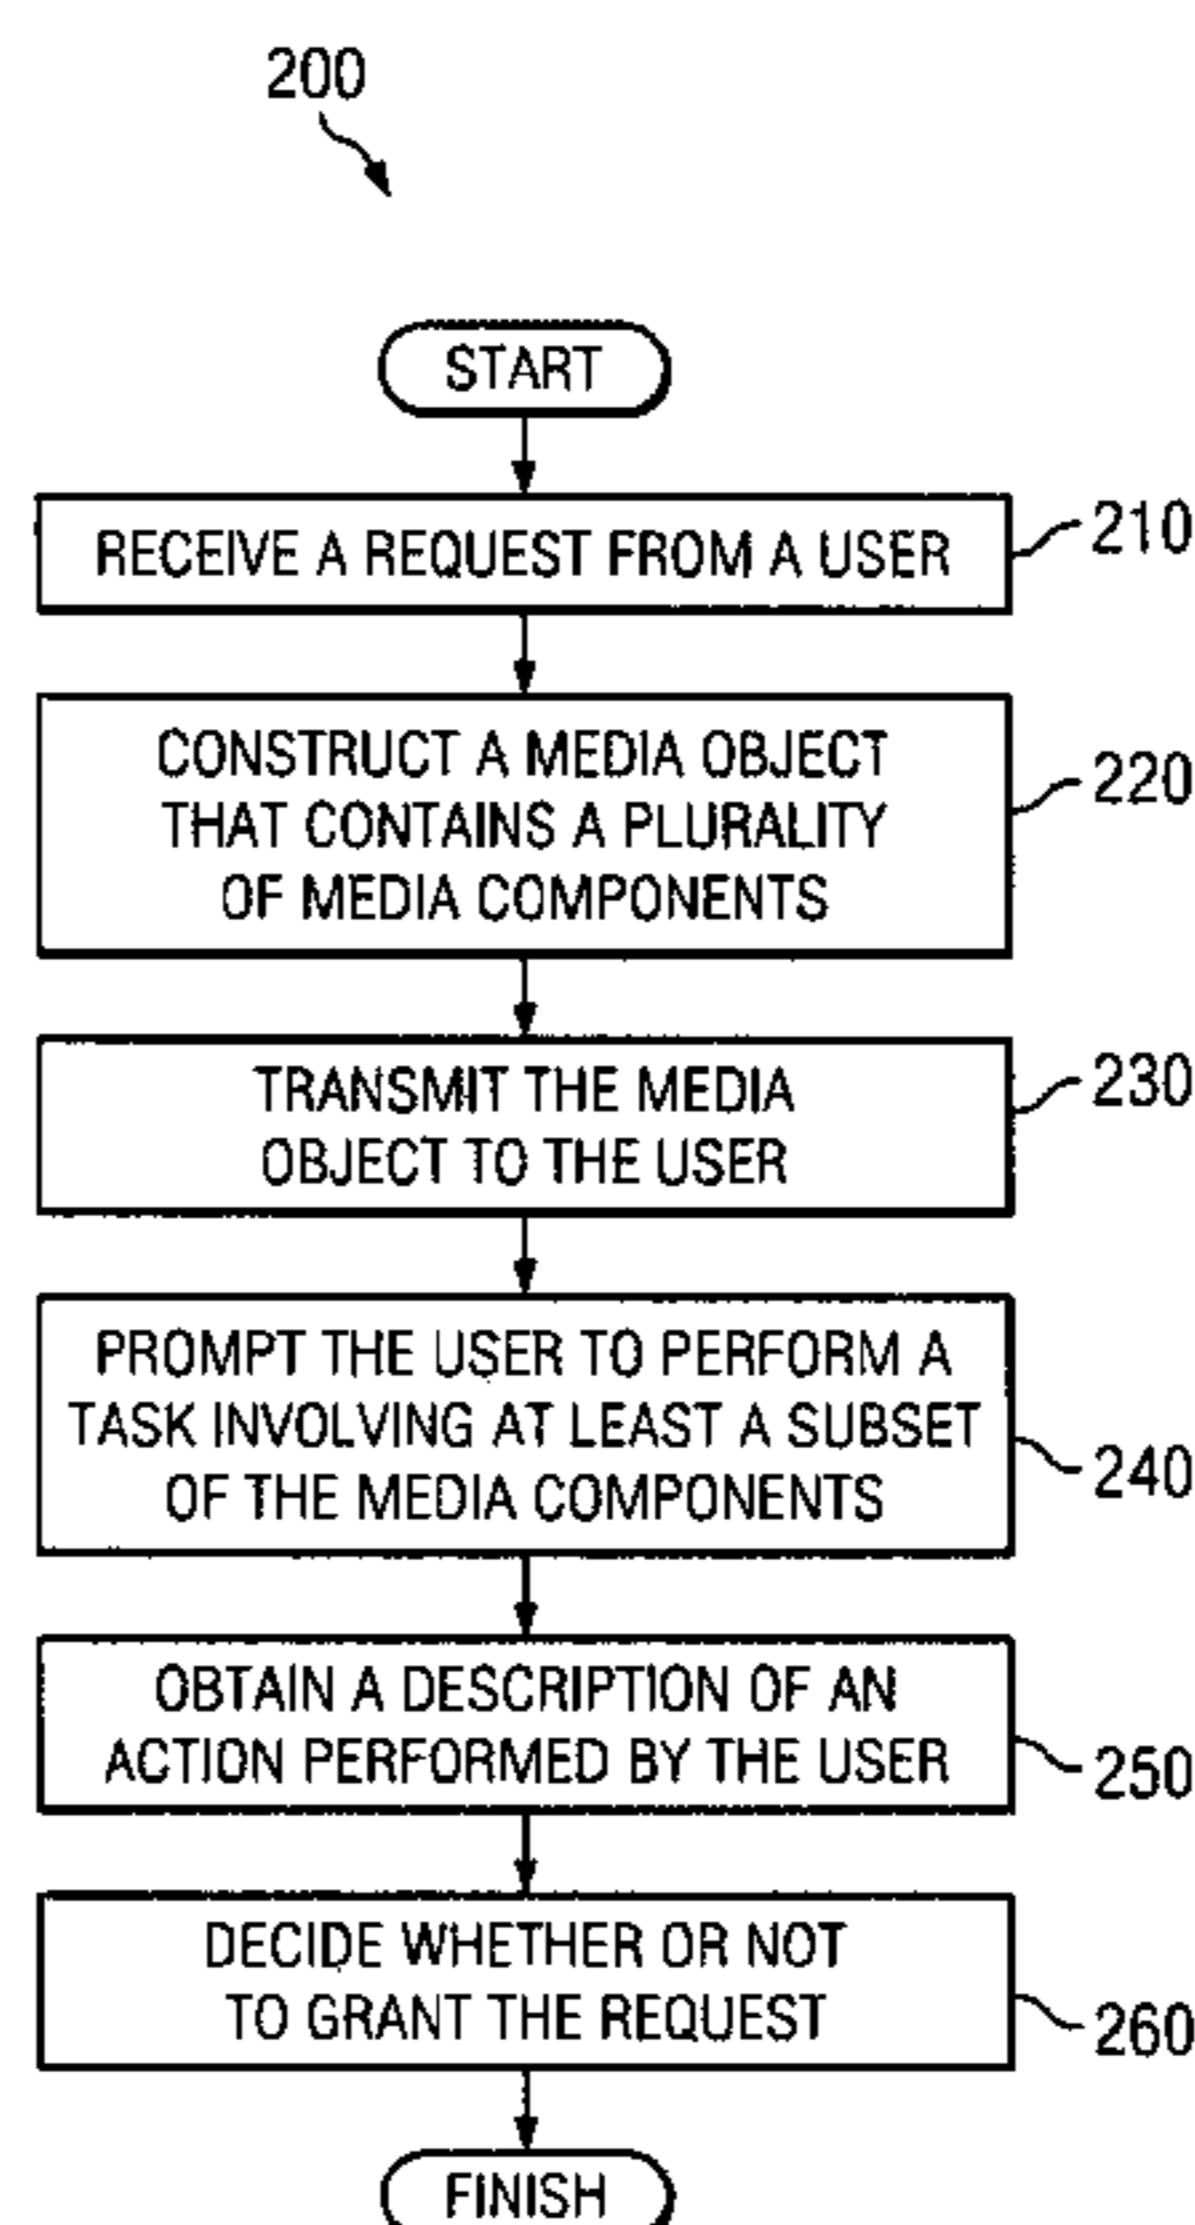 200
START
RECEIVE A REQUEST FROM A USER
210
CONSTRUCT A MEDIA OBJECT
THAT CONTAINS A PLURALITY
OF MEDIA COMPONENTS
220
TRANSMIT THE MEDIA
OBJECT TO THE USER
230
PROMPT THE USER TO PERFORM A
TASK INVOLVING AT LEAST A SUBSET
OF THE MEDIA COMPONENTS
240
OBTAIN A DESCRIPTION OF AN
ACTION PERFORMED BY THE USER
250
DECIDE WHETHER OR NOT
TO GRANT THE REQUEST
260
FINISH